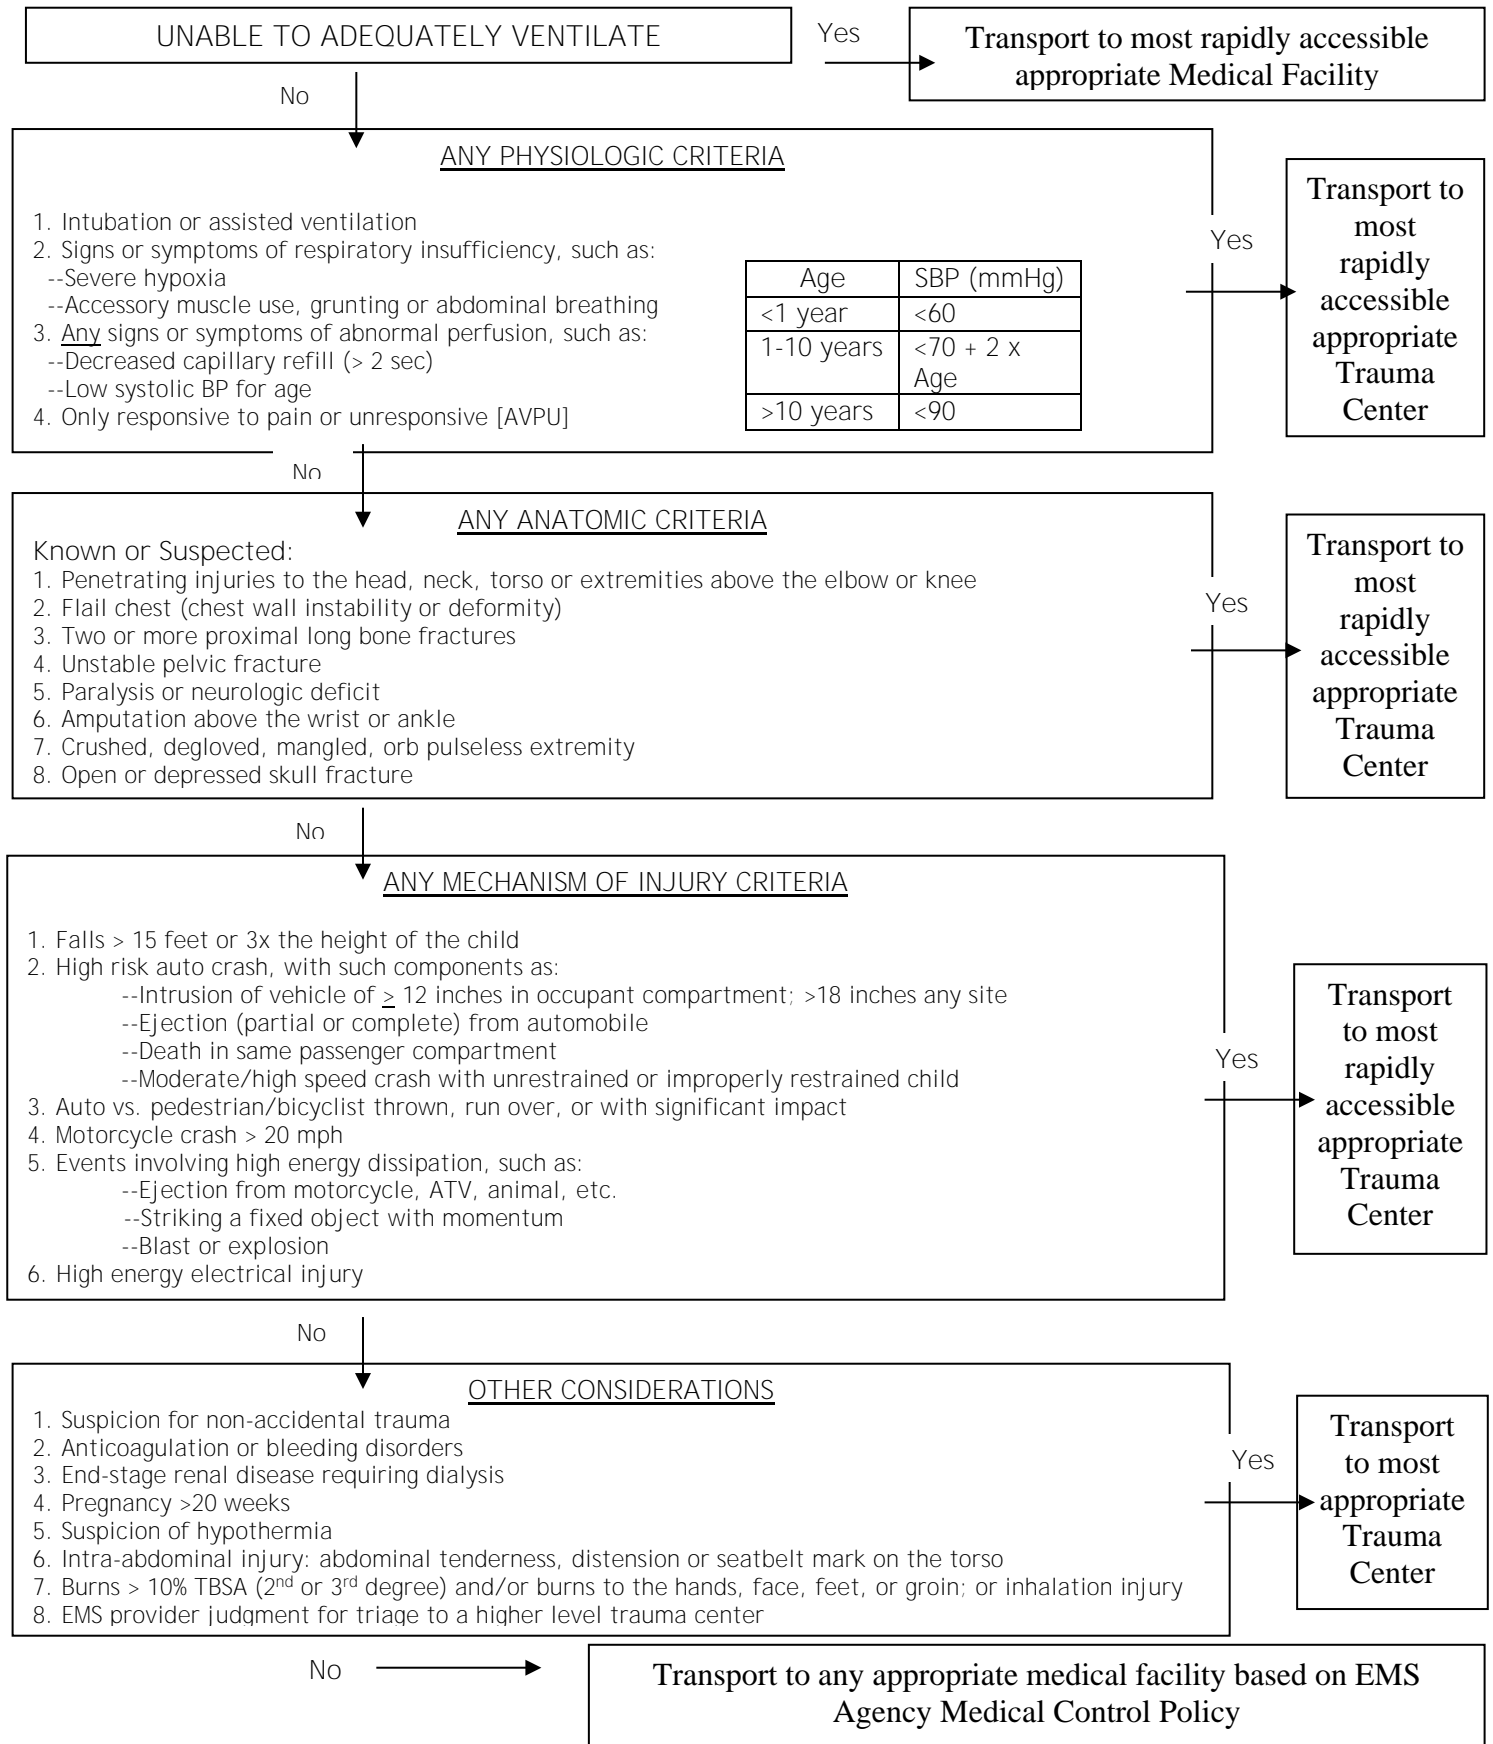 UNABLE TO ADEQUATELY VENTILATE
Yes
Transport to most rapidly accessible
appropriate Medical Facility
No
ANY PHYSIOLOGIC CRITERIA
1. Intubation or assisted ventilation
2. Signs or symptoms of respiratory insufficiency, such as:
--Severe hypoxia
--Accessory muscle use, grunting or abdominal breathing
3. Any signs or symptoms of abnormal perfusion, such as:
--Decreased capillary refill (> 2 sec)
--Low systolic BP for age
4. Only responsive to pain or unresponsive [AVPU]
Age SBP (mmHg)
<1 year <60
1-10 years <70 + 2 x
Age
>10 years <90
Yes
Transport to
most
rapidly
accessible
appropriate
Trauma
Center
No
ANY ANATOMIC CRITERIA
Known or Suspected:
1. Penetrating injuries to the head, neck, torso or extremities above the elbow or knee
2. Flail chest (chest wall instability or deformity)
3. Two or more proximal long bone fractures
4. Unstable pelvic fracture
5. Paralysis or neurologic deficit
6. Amputation above the wrist or ankle
7. Crushed, degloved, mangled, orb pulseless extremity
8. Open or depressed skull fracture
Yes
Transport to
most
rapidly
accessible
appropriate
Trauma
Center
No
ANY MECHANISM OF INJURY CRITERIA
1. Falls > 15 feet or 3x the height of the child
2. High risk auto crash, with such components as:
--Intrusion of vehicle of ≥ 12 inches in occupant compartment; >18 inches any site
--Ejection (partial or complete) from automobile
--Death in same passenger compartment
--Moderate/high speed crash with unrestrained or improperly restrained child
3. Auto vs. pedestrian/bicyclist thrown, run over, or with significant impact
4. Motorcycle crash > 20 mph
5. Events involving high energy dissipation, such as:
--Ejection from motorcycle, ATV, animal, etc.
--Striking a fixed object with momentum
--Blast or explosion
6. High energy electrical injury
Yes
Transport
to most
rapidly
accessible
appropriate
Trauma
Center
No
OTHER CONSIDERATIONS
1. Suspicion for non-accidental trauma
2. Anticoagulation or bleeding disorders
3. End-stage renal disease requiring dialysis
4. Pregnancy >20 weeks
5. Suspicion of hypothermia
6. Intra-abdominal injury: abdominal tenderness, distension or seatbelt mark on the torso
7. Burns > 10% TBSA (2nd or 3rd degree) and/or burns to the hands, face, feet, or groin; or inhalation injury
8. EMS provider judgment for triage to a higher level trauma center
Yes
Transport
to most
appropriate
Trauma
Center
No
Transport to any appropriate medical facility based on EMS
Agency Medical Control Policy